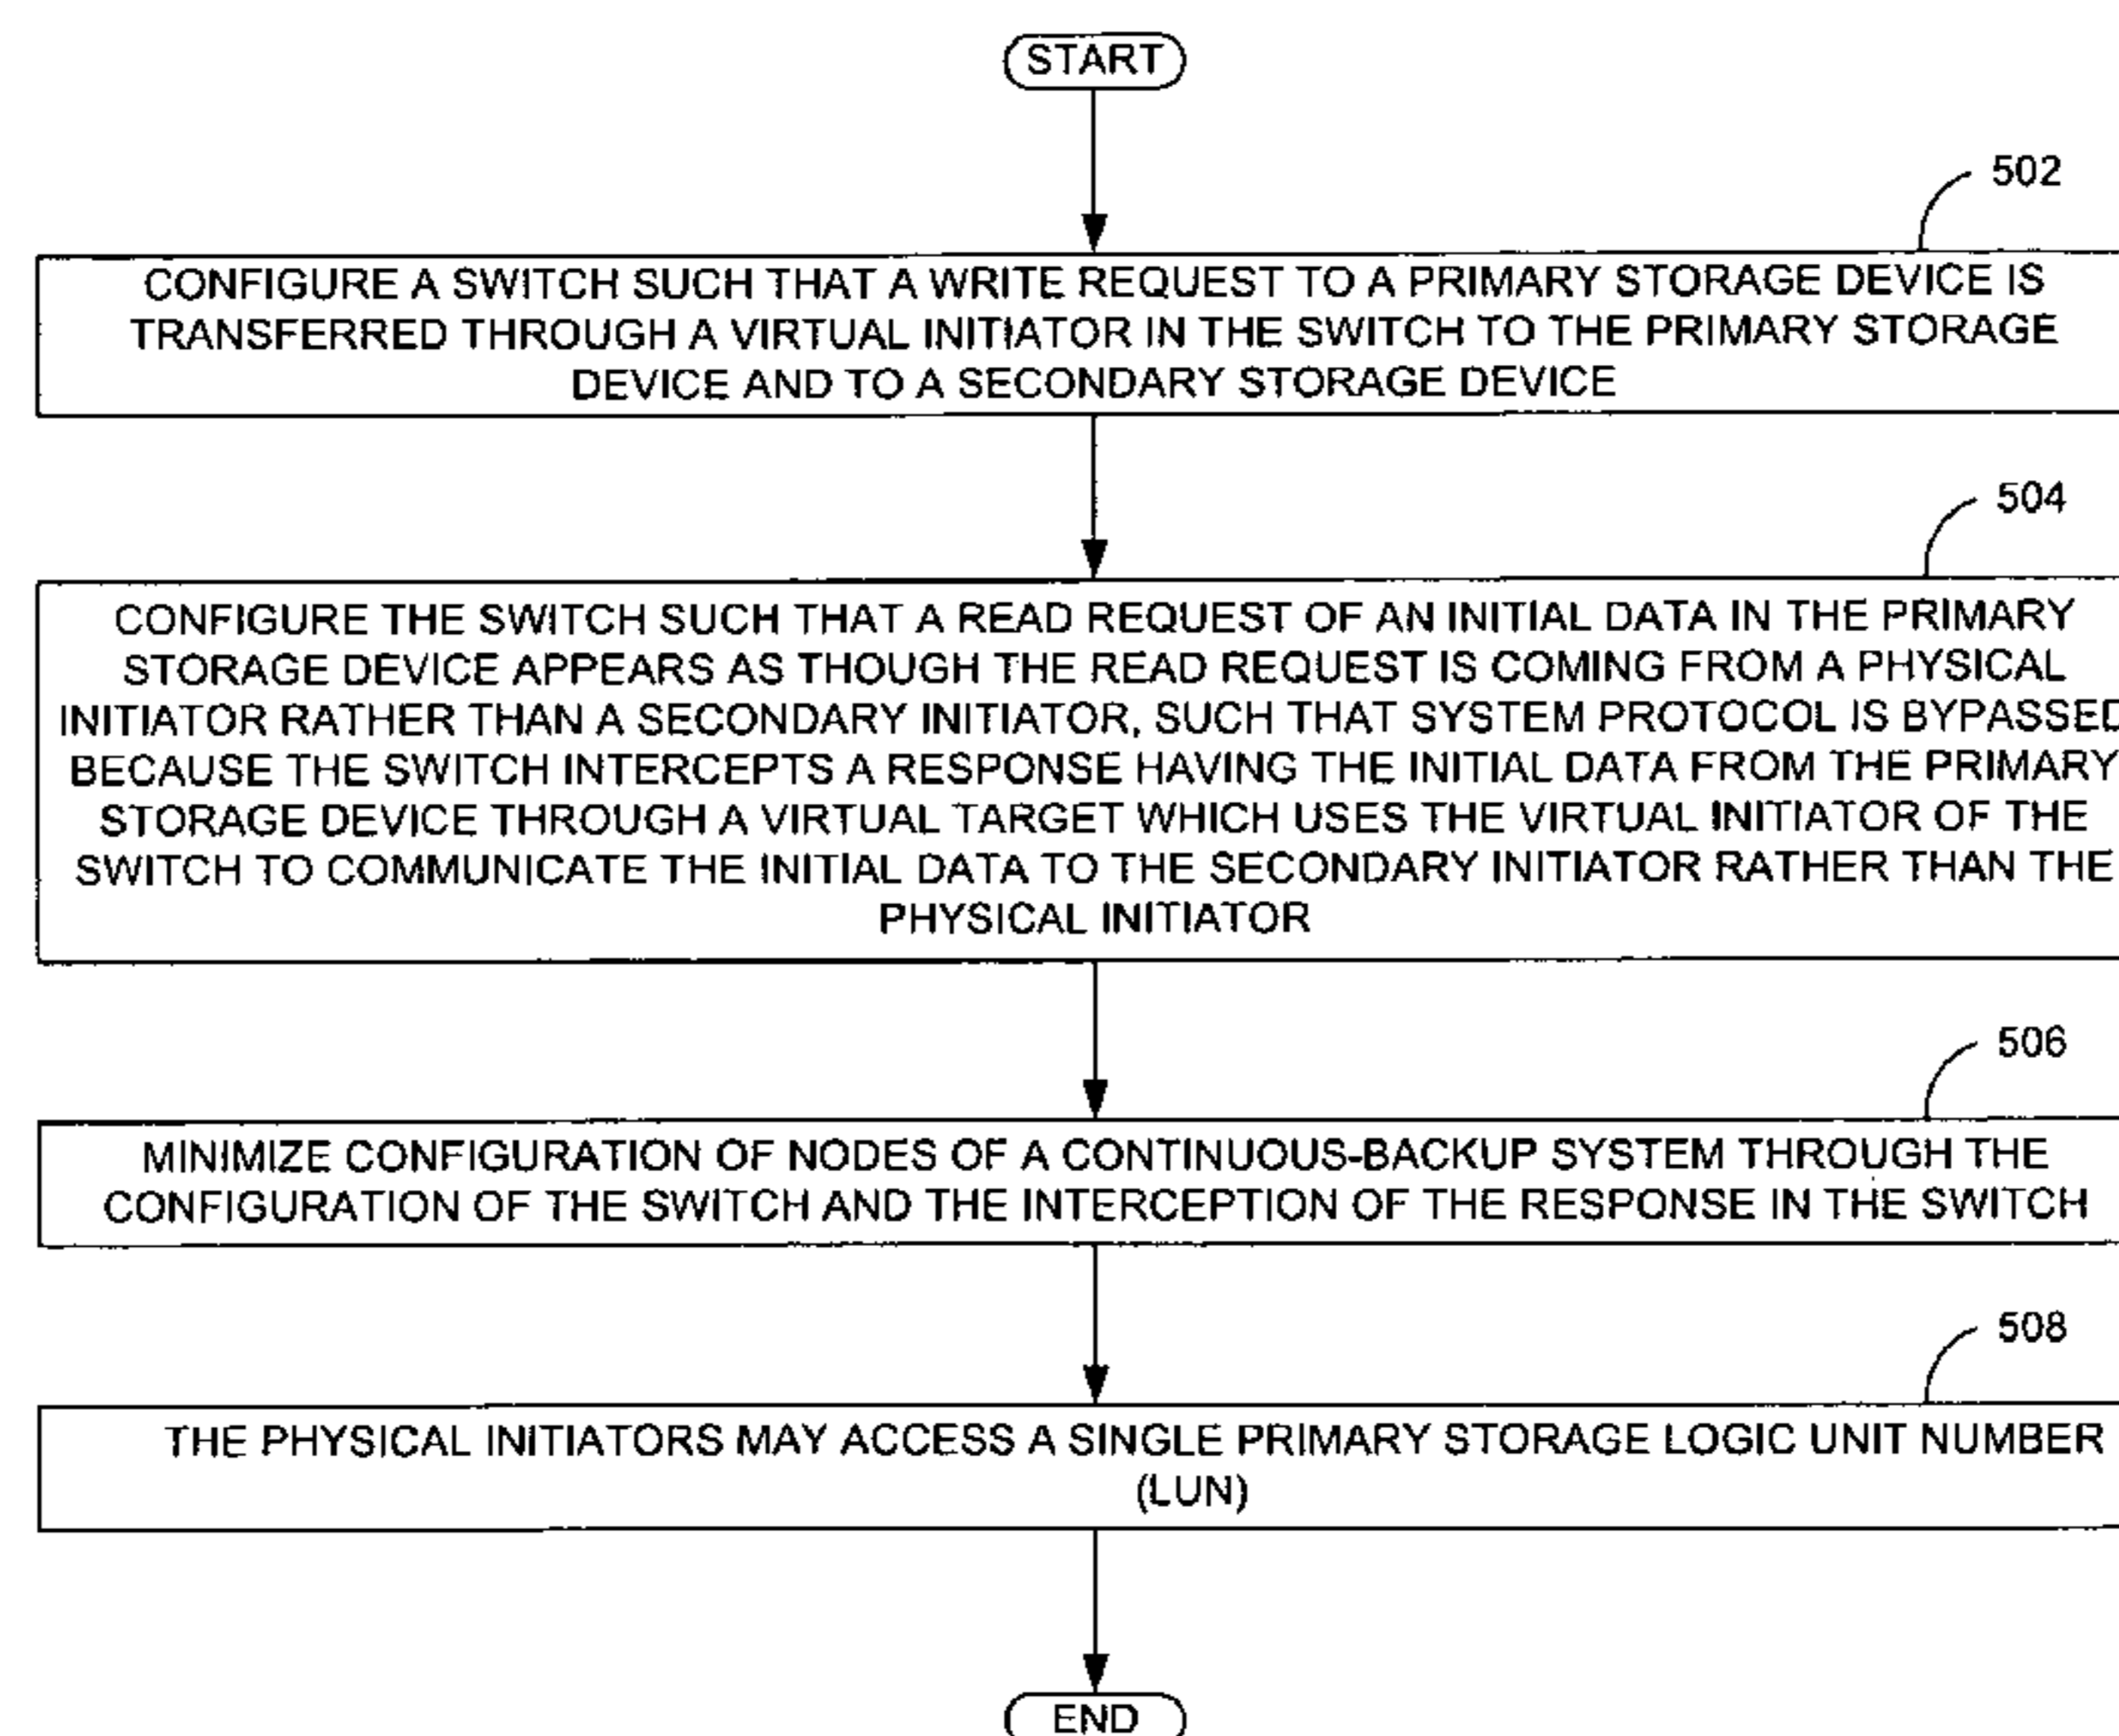 START
502
CONFIGURE A SWITCH SUCH THAT A WRITE REQUEST TO A PRIMARY STORAGE DEVICE IS
TRANSFERRED THROUGH A VIRTUAL INITIATOR IN THE SWITCH TO THE PRIMARY STORAGE
DEVICE AND TO A SECONDARY STORAGE DEVICE
504
CONFIGURE THE SWITCH SUCH THAT A READ REQUEST OF AN INITIAL DATA IN THE PRIMARY
STORAGE DEVICE APPEARS AS THOUGH THE READ REQUEST IS COMING FROM A PHYSICAL
INITIATOR RATHER THAN A SECONDARY INITIATOR, SUCH THAT SYSTEM PROTOCOL IS BYPASSED
BECAUSE THE SWITCH INTERCEPTS A RESPONSE HAVING THE INITIAL DATA FROM THE PRIMARY
STORAGE DEVICE THROUGH A VIRTUAL TARGET WHICH USES THE VIRTUAL INITIATOR OF THE
SWITCH TO COMMUNICATE THE INITIAL DATA TO THE SECONDARY INITIATOR RATHER THAN THE
PHYSICAL INITIATOR
506
MINIMIZE CONFIGURATION OF NODES OF A CONTINUOUS-BACKUP SYSTEM THROUGH THE
CONFIGURATION OF THE SWITCH AND THE INTERCEPTION OF THE RESPONSE IN THE SWITCH
508
THE PHYSICAL INITIATORS MAY ACCESS A SINGLE PRIMARY STORAGE LOGIC UNIT NUMBER
(LUN)
END